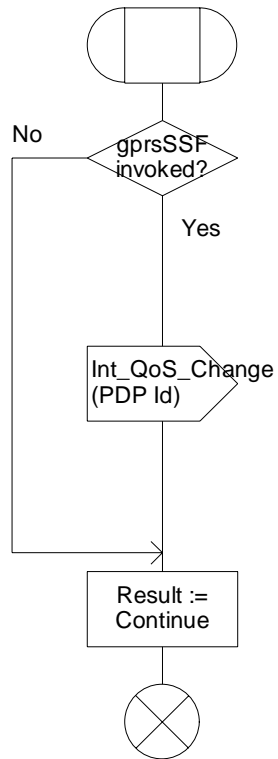 gprsSSF
invoked?
No
Yes
Int_QoS_Change
(PDP Id)
Result :=
Continue